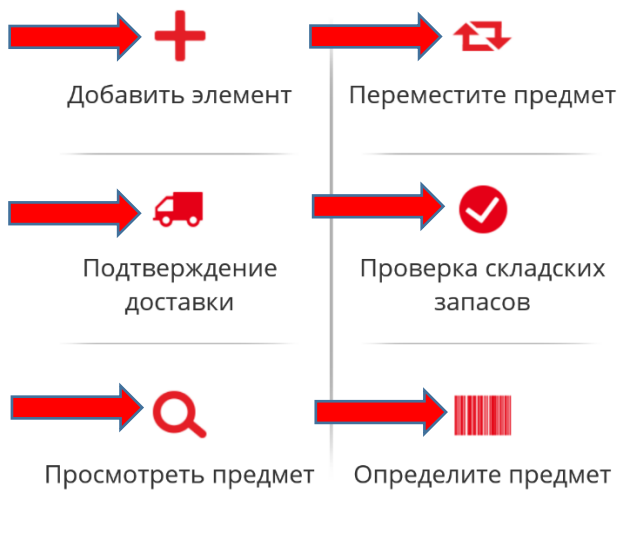 Добавить элемент
Переместите предмет
Подтверждение
доставки
Проверка складских
запасов
Просмотреть предмет
Определите предмет